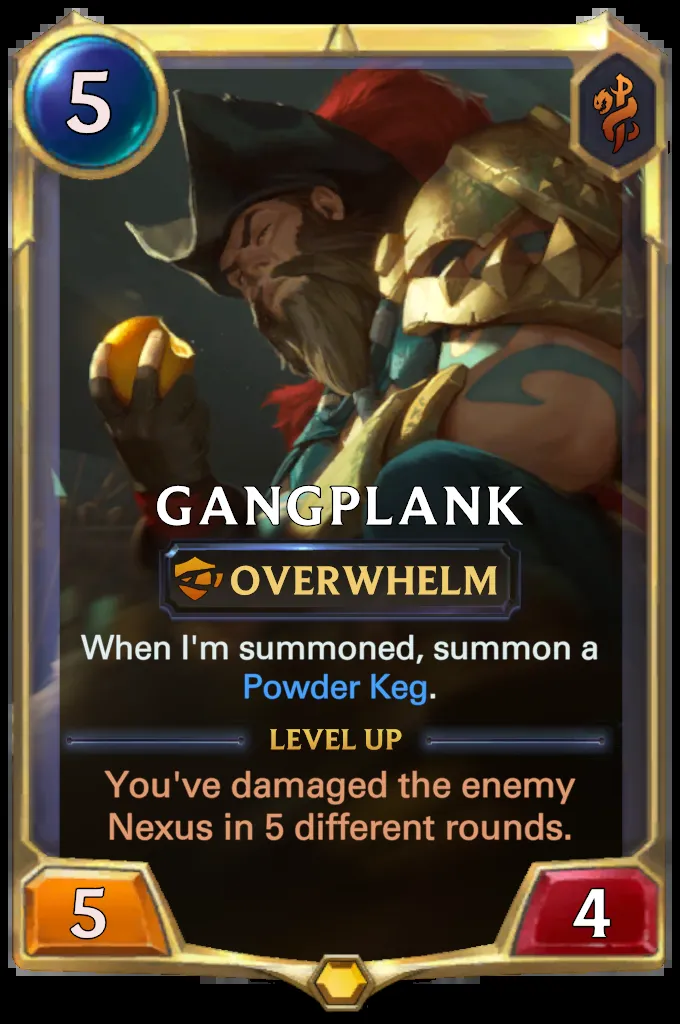 5
GANGPLANK
OVERWHELM
When I'm summoned, summon a
Powder Keg.
LEVEL UP
You've damaged the enemy
Nexus in 5 different rounds.
5
4